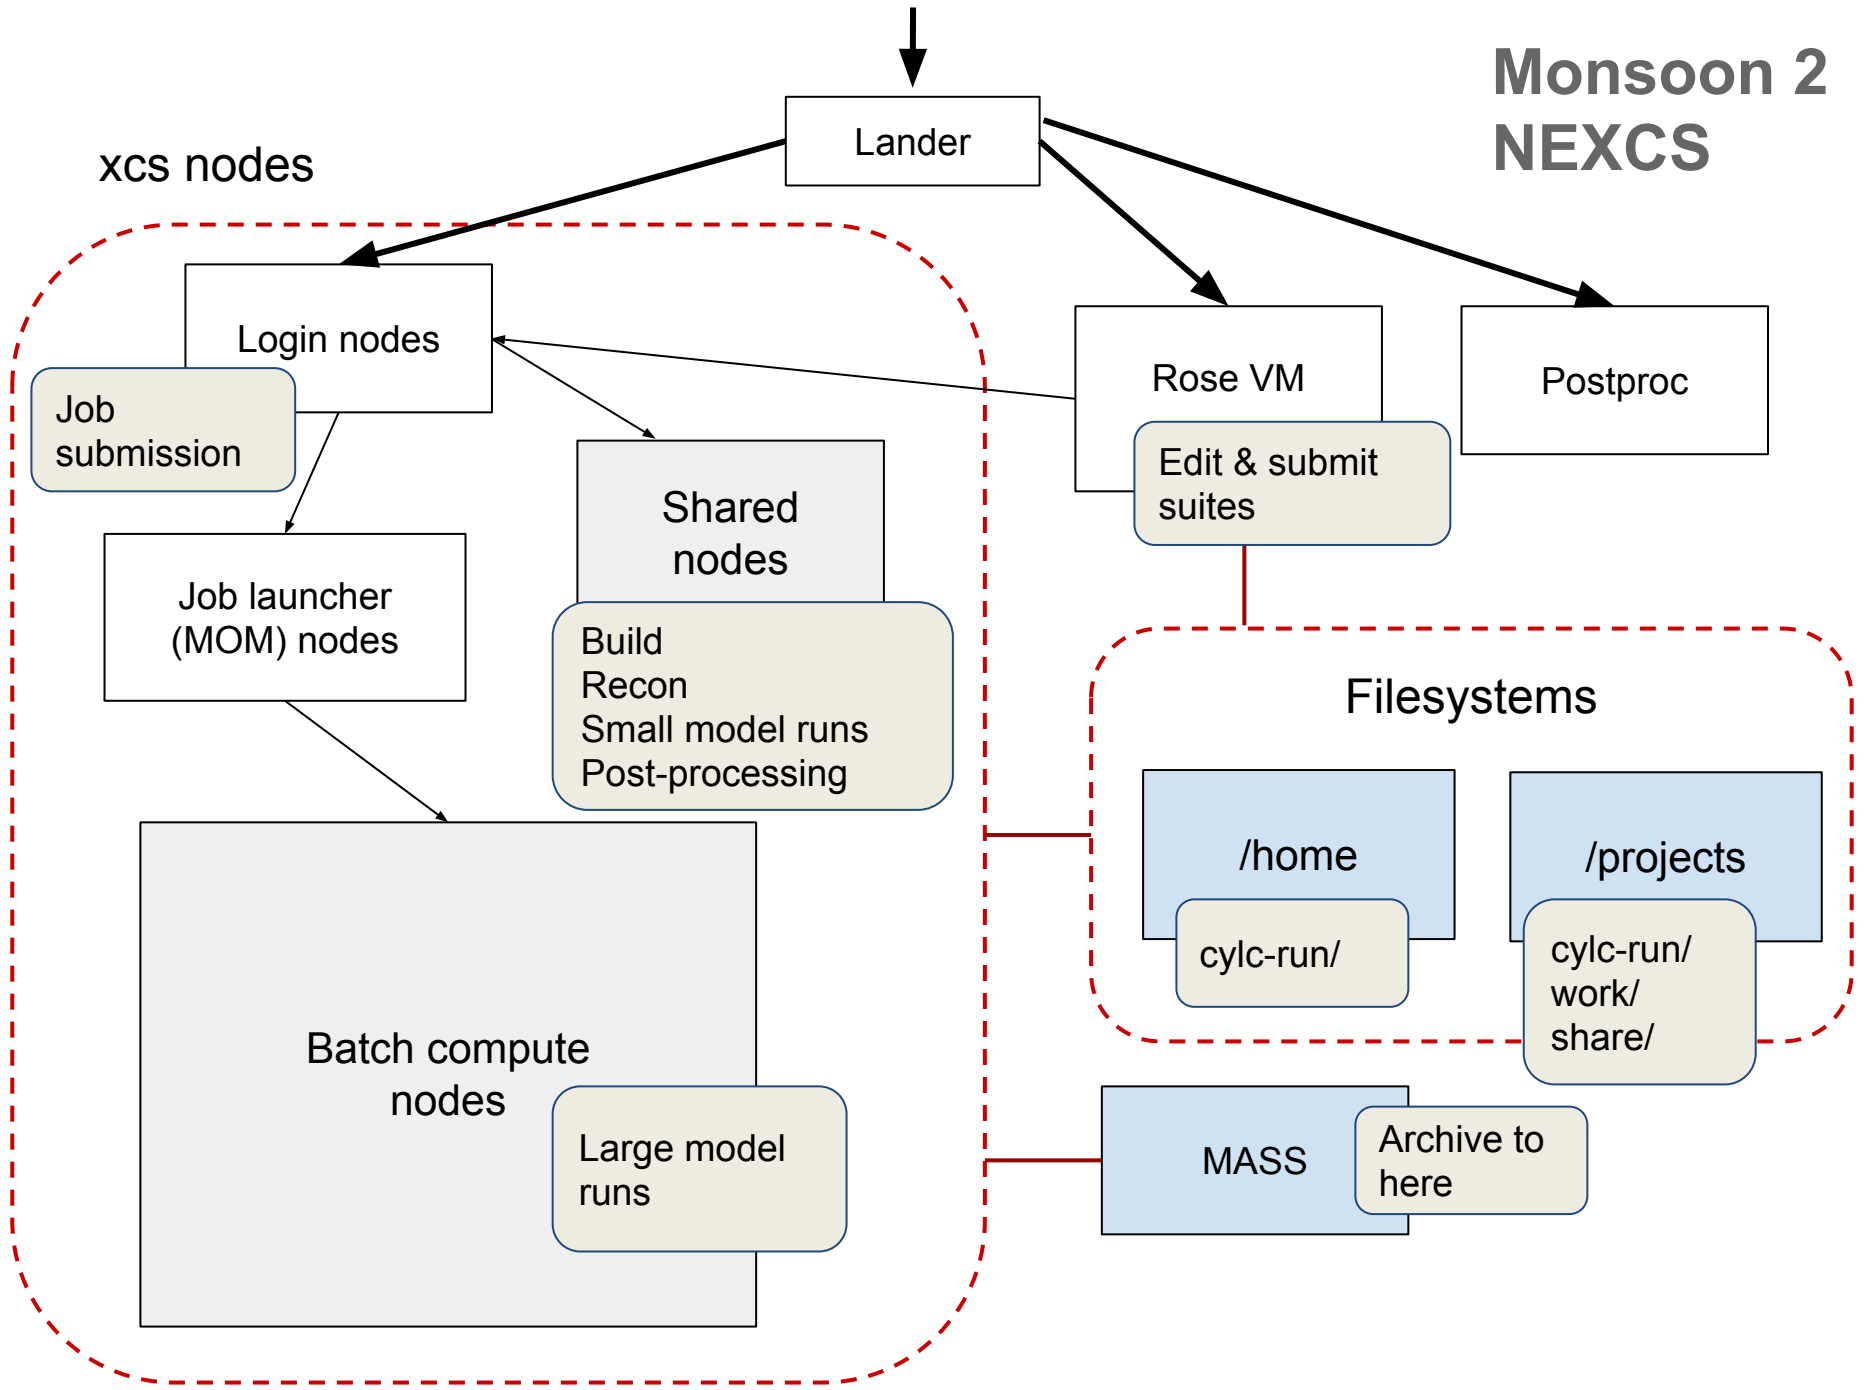 Monsoon 2
NEXCS
Lander
xcs nodes
Login nodes
Job
submission
Rose VM
Edit & submit
suites
Postproc
Shared
nodes
Build
Recon
Small model runs
Post-processing
Job launcher
(MOM) nodes
Filesystems
/home
cylc-run/
/projects
cylc-run/
work/
share/
Batch compute
nodes
Large model
runs
MASS
Archive to
here